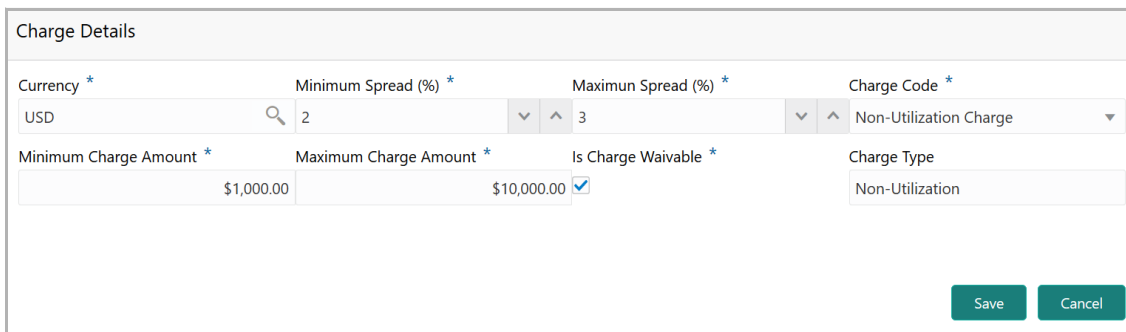 Charge Details
Currency * Minimum Spread (%) * Maximun Spread (%) * Charge Code *
USD 2 3 Non-Utilization Charge
Minimum Charge Amount * Maximum Charge Amount * Is Charge Waivable * Charge Type
$1,000.00 $10,000.00 Non-Utilization
Save Cancel